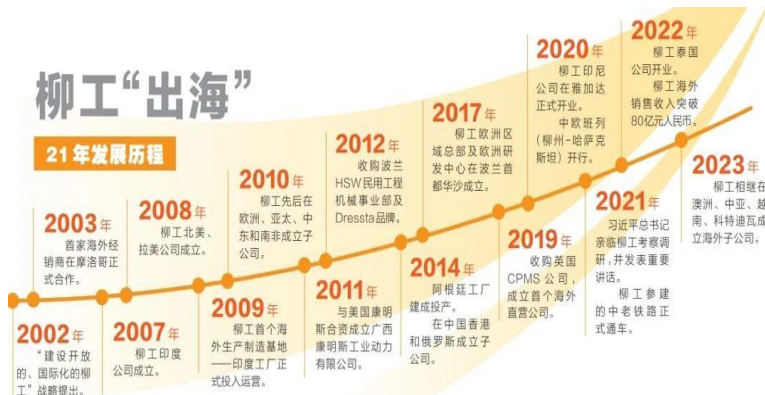 柳工“出海”
21年发展历程
2002年
“建设开放
的、国际化的柳
工”战略提出。
2003年
首家海外经
销商在摩洛哥正
式合作。
2007年
柳工印度
公司成立。
2008年
柳工北美、
拉美公司成立。
2009年
柳工首个海
外生产制造基地
——印度工厂正
式投入运营。
2010年
柳工先后在
欧洲、亚太、中
东和南非成立子
公司。
2011年
与美国康明
斯合资成立广西
康明斯工业动力
有限公司。
2012年
收购波兰
HSW民用工程
机械事业部及
Dressta品牌。
2014年
阿根廷工厂
建成投产。
在中国香港
和俄罗斯成立子
公司。
2017年
柳工欧洲区
域总部及欧洲研
发中心在波兰首
都华沙成立。
2019年
收购英国
CPMS公司，
成立首个海外
直营公司。
2020年
柳工印尼
公司在雅加达
正式开业。
中欧班列
（柳州-哈萨克
斯坦）开行。
2021年
习近平总书记
亲临柳工考察调
研，并发表重要
讲话。
柳工参建
的中老铁路正
式通车。
2022年
柳工泰国
公司开业。
柳工海外
销售收入突破
80亿元人民币。
2023年
柳工相继在
澳洲、中亚、越
南、科特迪瓦成
立海外子公司。